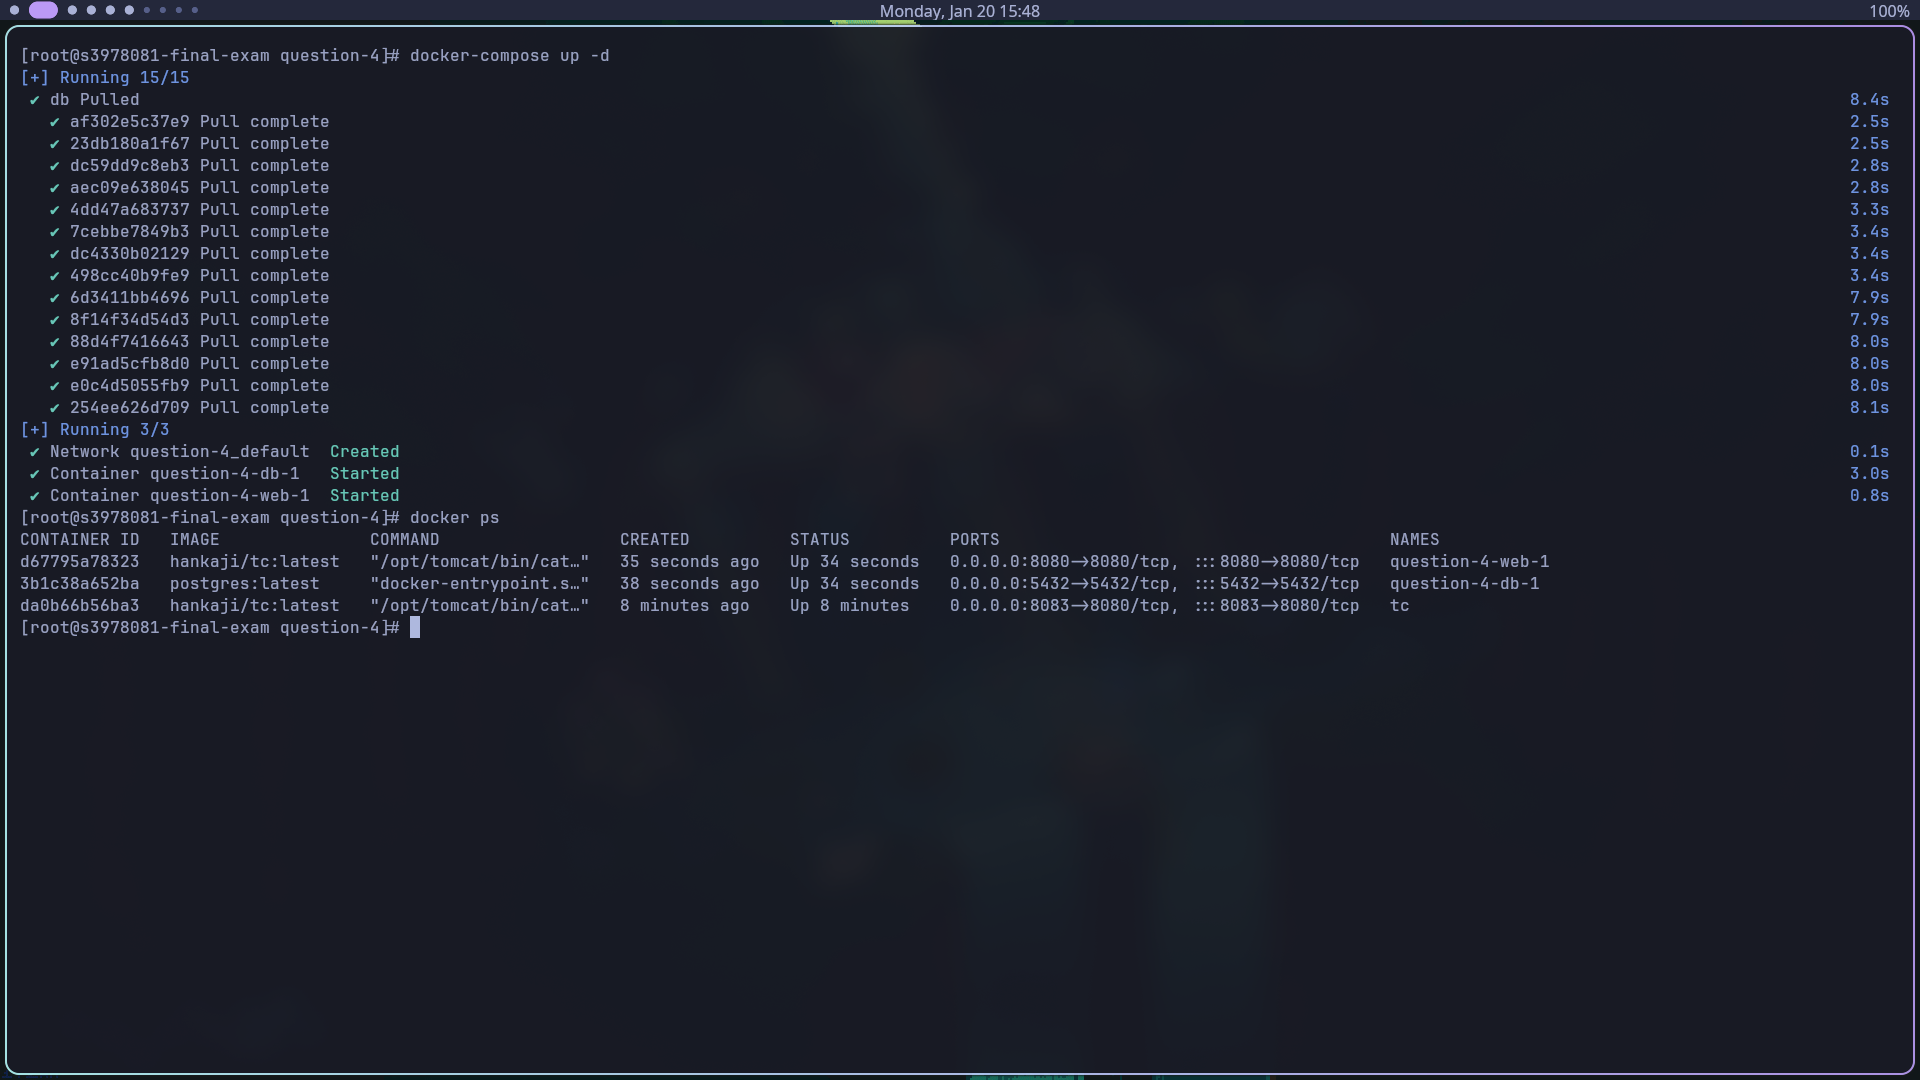 Monday, Jan 20 15:48 100%
[root@s3978081-final-exam question-4]# docker-compose up -d
[+] Running 15/15
✔ db Pulled 8.4s
✔ af302e5c37e9 Pull complete 2.5s
✔ 23db180a1f67 Pull complete 2.5s
✔ dc59dd9c8eb3 Pull complete 2.8s
✔ aec09e638045 Pull complete 2.8s
✔ 4dd47a683737 Pull complete 3.3s
✔ 7cebbe7849b3 Pull complete 3.4s
✔ dc4330b02129 Pull complete 3.4s
✔ 498cc40b9fe9 Pull complete 3.4s
✔ 6d3411bb4696 Pull complete 7.9s
✔ 8f14f34d54d3 Pull complete 7.9s
✔ 88d4f7416643 Pull complete 8.0s
✔ e91ad5cfb8d0 Pull complete 8.0s
✔ e0c4d5055fb9 Pull complete 8.0s
✔ 254ee626d709 Pull complete 8.1s
[+] Running 3/3
✔ Network question-4_default Created 0.1s
✔ Container question-4-db-1 Started 3.0s
✔ Container question-4-web-1 Started 0.8s
[root@s3978081-final-exam question-4]# docker ps
CONTAINER ID IMAGE COMMAND CREATED STATUS PORTS NAMES
d67795a78323 hankaji/tc:latest "/opt/tomcat/bin/cat…" 35 seconds ago Up 34 seconds 0.0.0.0:8080->8080/tcp, :::8080->8080/tcp question-4-web-1
3b1c38a652ba postgres:latest "docker-entrypoint.s…" 38 seconds ago Up 34 seconds 0.0.0.0:5432->5432/tcp, :::5432->5432/tcp question-4-db-1
da0b66b56ba3 hankaji/tc:latest "/opt/tomcat/bin/cat…" 8 minutes ago Up 8 minutes 0.0.0.0:8083->8080/tcp, :::8083->8080/tcp tc
[root@s3978081-final-exam question-4]#